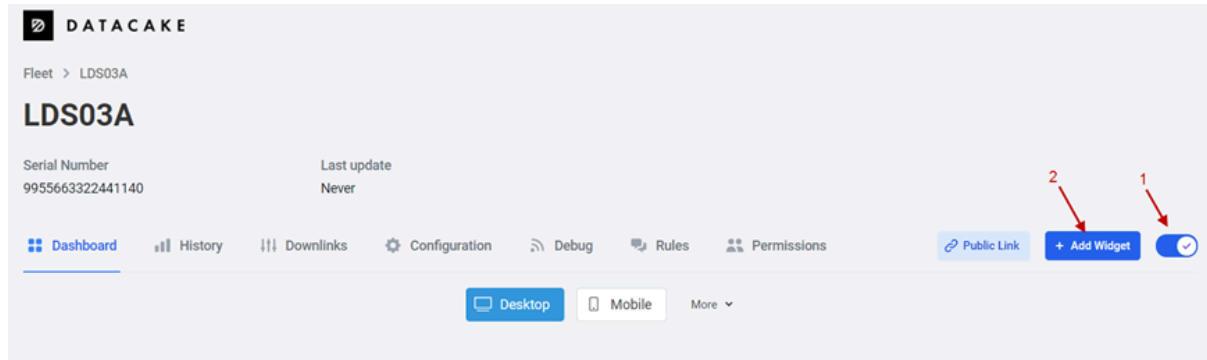 DATACAKE
Fleet > LDS03A
LDS03A
Serial Number Last update
9955663322441140 Never
2 1
Dashboard History Downlinks Configuration Debug Rules Permissions Public Link + Add Widget
Desktop Mobile More